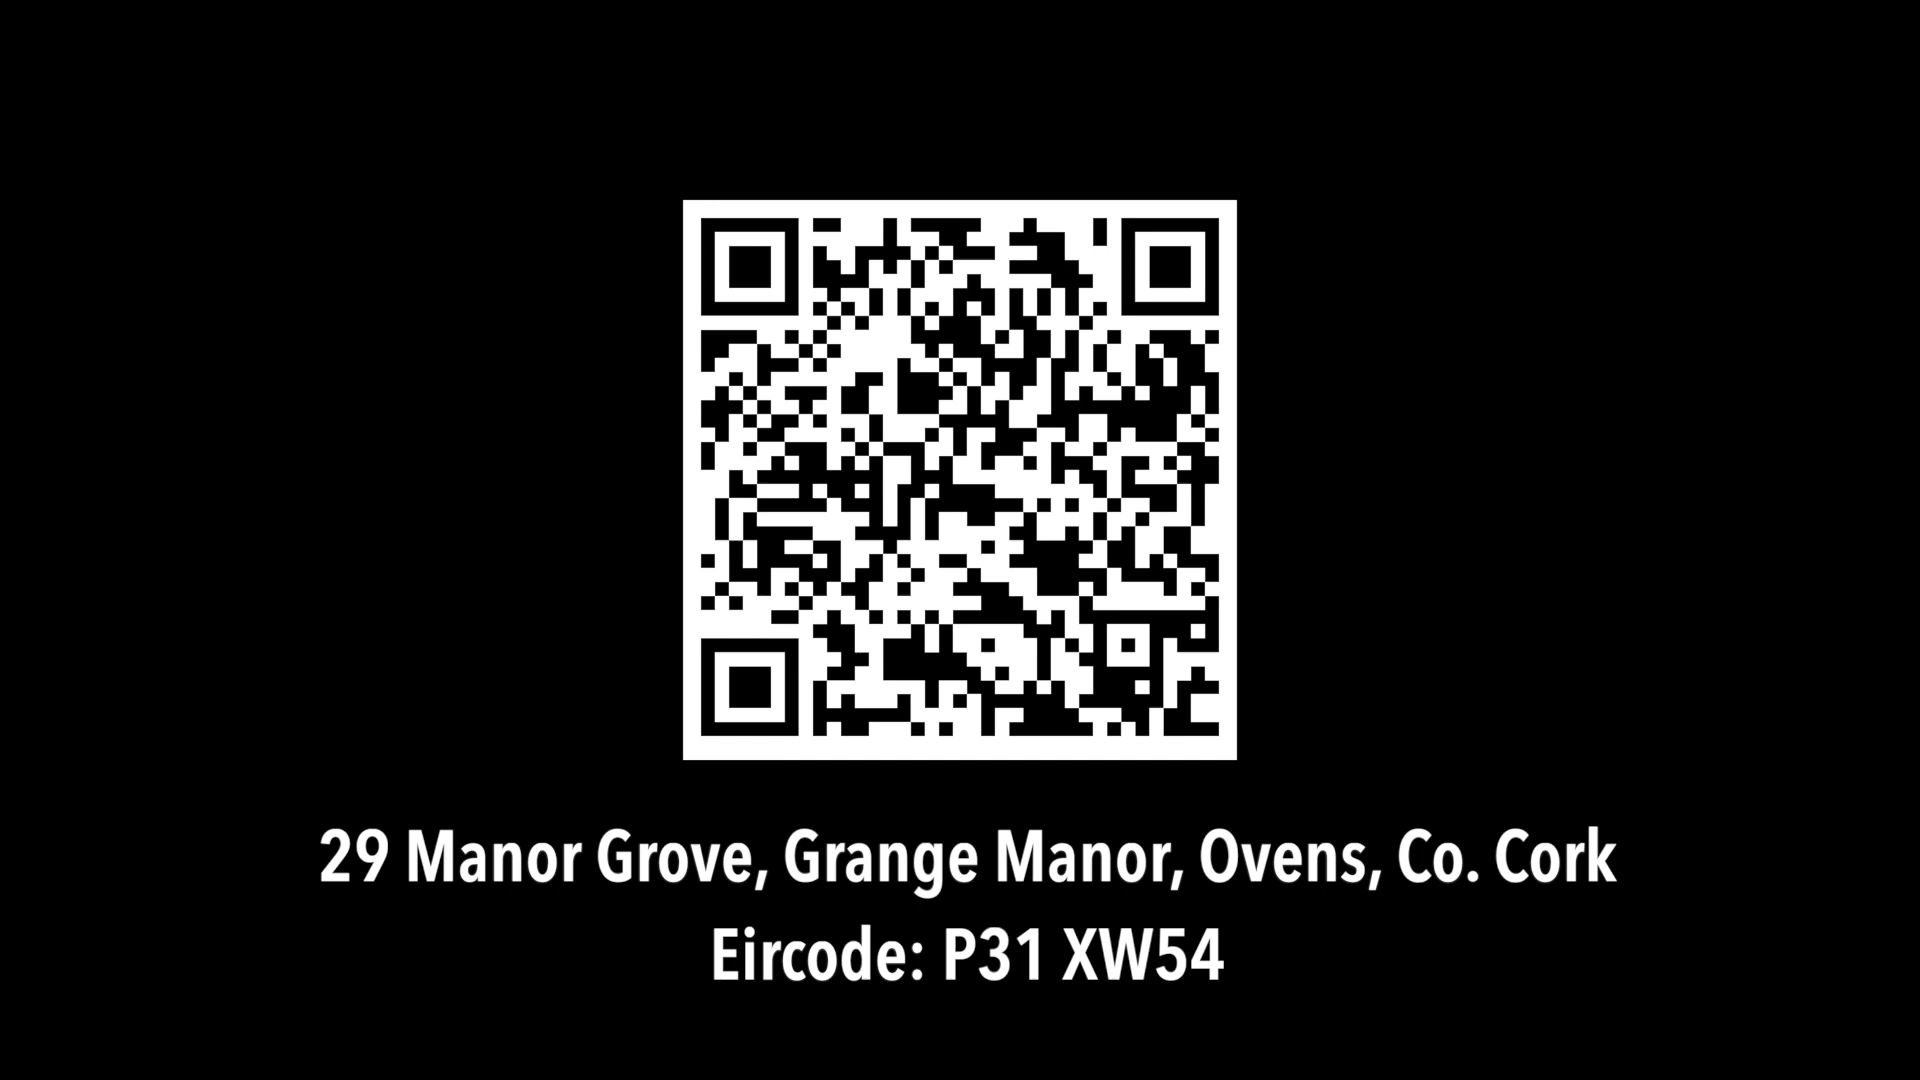 29 Manor Grove, Grange Manor, Ovens, Co. Cork
Eircode: P31 XW54